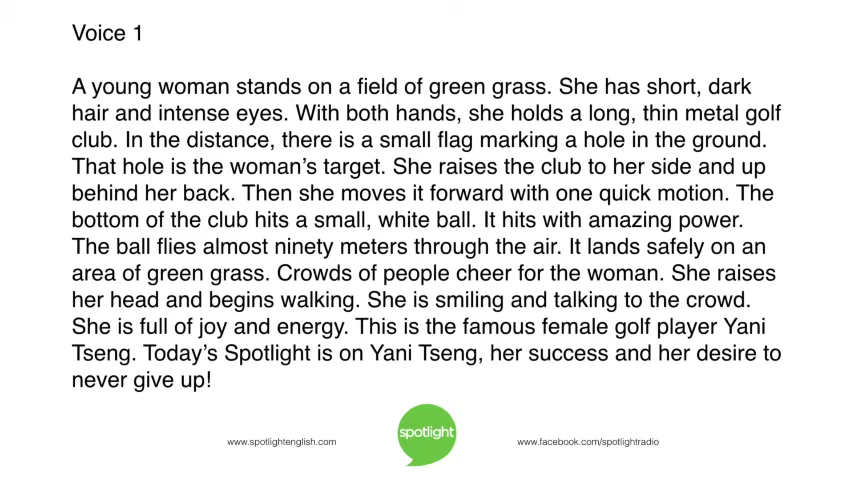 Voice 1
A young woman stands on a field of green grass. She has short, dark
hair and intense eyes. With both hands, she holds a long, thin metal golf
club. In the distance, there is a small flag marking a hole in the ground.
That hole is the woman’s target. She raises the club to her side and up
behind her back. Then she moves it forward with one quick motion. The
bottom of the club hits a small, white ball. It hits with amazing power.
The ball flies almost ninety meters through the air. It lands safely on an
area of green grass. Crowds of people cheer for the woman. She raises
her head and begins walking. She is smiling and talking to the crowd.
She is full of joy and energy. This is the famous female golf player Yani
Tseng. Today’s Spotlight is on Yani Tseng, her success and her desire to
never give up!
spotlight
www.spotlightenglish.com
www.facebook.com/spotlightradio